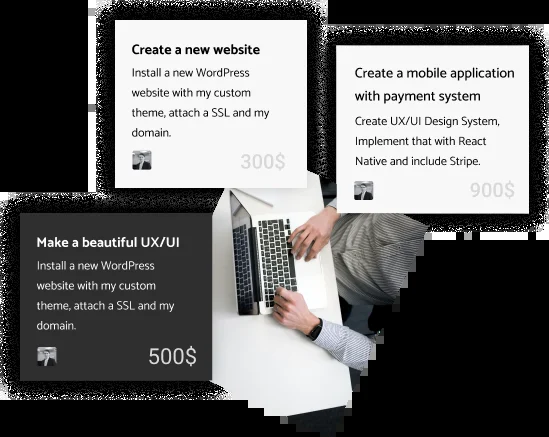 Create a new website
Install a new WordPress
website with my custom
theme, attach a SSL and my
domain.
300$
Create a mobile application
with payment system
Create UX/UI Design System,
Implement that with React
Native and include Stripe.
900$
Make a beautiful UX/UI
Install a new WordPress
website with my custom
theme, attach a SSL and my
domain.
500$